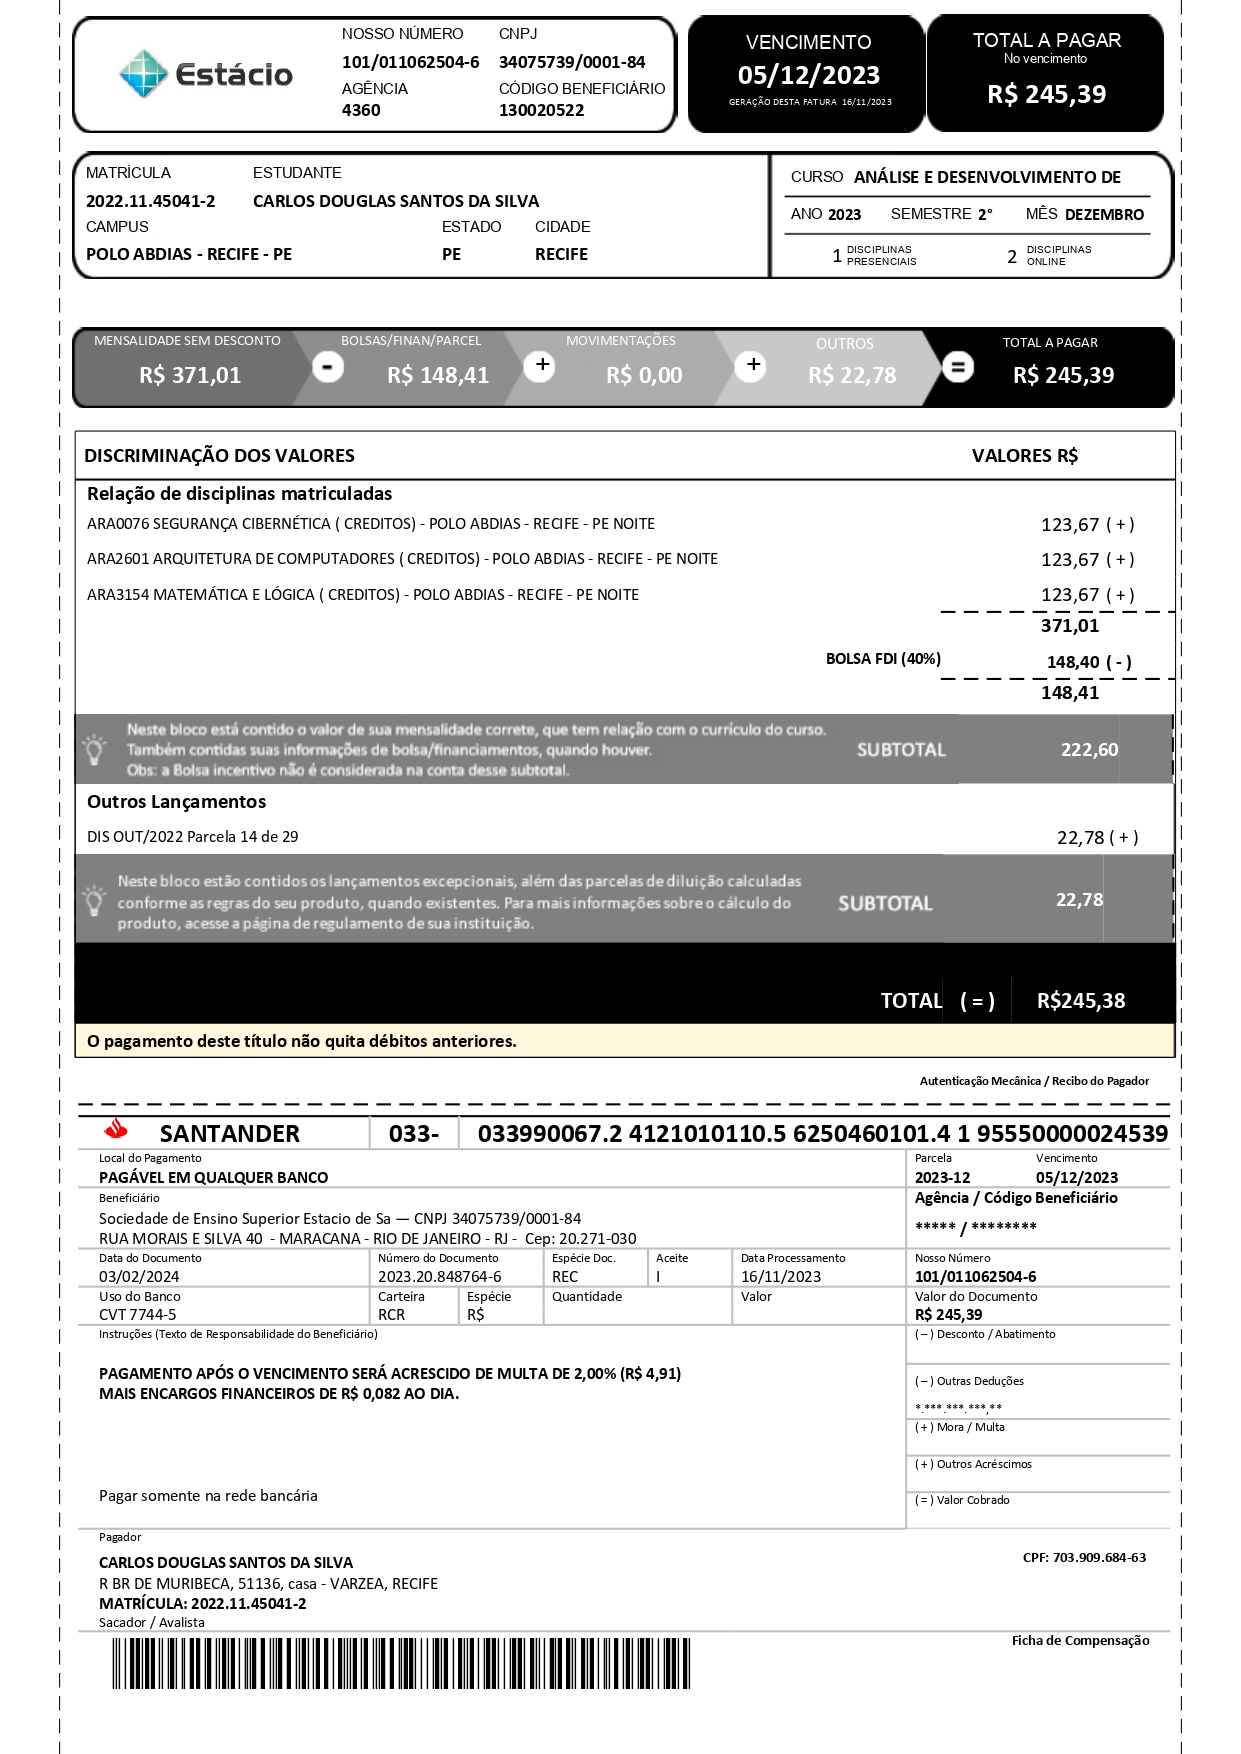 NOSSO NÚMERO CNPJ
Estácio 101/011062504-6 34075739/0001-84
AGÊNCIA CÓDIGO BENEFICIÁRIO
4360 130020522
VENCIMENTO
05/12/2023
GERAÇÃO DESTA FATURA 16/11/2023
TOTAL A PAGAR
No vencimento
R$ 245,39
MATRÍCULA ESTUDANTE
2022.11.45041-2 CARLOS DOUGLAS SANTOS DA SILVA
CAMPUS ESTADO CIDADE
POLO ABDIAS - RECIFE - PE PE RECIFE
CURSO ANÁLISE E DESENVOLVIMENTO DE
ANO 2023 SEMESTRE 2° MÊS DEZEMBRO
1 DISCIPLINAS PRESENCIAIS 2 DISCIPLINAS ONLINE
MENSALIDADE SEM DESCONTO BOLSAS/FINAN/PARCEL MOVIMENTAÇÕES OUTROS TOTAL A PAGAR
R$ 371,01 - R$ 148,41 + R$ 0,00 + R$ 22,78 = R$ 245,39
DISCRIMINAÇÃO DOS VALORES VALORES R$
Relação de disciplinas matriculadas
ARA0076 SEGURANÇA CIBERNÉTICA ( CREDITOS) - POLO ABDIAS - RECIFE - PE NOITE 123,67 ( + )
ARA2601 ARQUITETURA DE COMPUTADORES ( CREDITOS) - POLO ABDIAS - RECIFE - PE NOITE 123,67 ( + )
ARA3154 MATEMÁTICA E LÓGICA ( CREDITOS) - POLO ABDIAS - RECIFE - PE NOITE 123,67 ( + )
371,01
BOLSA FDI (40%) 148,40 ( - )
148,41
Neste bloco está contido o valor de sua mensalidade correte, que tem relação com o currículo do curso.
Também contidas suas informações de bolsa/financiamentos, quando houver. SUBTOTAL 222,60
Obs: a Bolsa incentivo não é considerada na conta desse subtotal.
Outros Lançamentos
DIS OUT/2022 Parcela 14 de 29 22,78 ( + )
Neste bloco estão contidos os lançamentos excepcionais, além das parcelas de diluição calculadas
conforme as regras do seu produto, quando existentes. Para mais informações sobre o cálculo do SUBTOTAL 22,78
produto, acesse a página de regulamento de sua instituição.
TOTAL ( = ) R$245,38
O pagamento deste título não quita débitos anteriores.
Autenticação Mecânica / Recibo do Pagador
SANTANDER 033- 033990067.2 4121010110.5 6250460101.4 1 95550000024539
Local do Pagamento Parcela Vencimento
PAGÁVEL EM QUALQUER BANCO 2023-12 05/12/2023
Beneficiário Agência / Código Beneficiário
Sociedade de Ensino Superior Estacio de Sa — CNPJ 34075739/0001-84 ***** / ********
RUA MORAIS E SILVA 40 - MARACANA - RIO DE JANEIRO - RJ - Cep: 20.271-030
Data do Documento Número do Documento Espécie Doc. Aceite Data Processamento Nosso Número
03/02/2024 2023.20.848764-6 REC I 16/11/2023 101/011062504-6
Uso do Banco Carteira Espécie Quantidade Valor Valor do Documento
CVT 7744-5 RCR R$ R$ 245,39
Instruções (Texto de Responsabilidade do Beneficiário) ( – ) Desconto / Abatimento
PAGAMENTO APÓS O VENCIMENTO SERÁ ACRESCIDO DE MULTA DE 2,00% (R$ 4,91)
( – ) Outras Deduções
MAIS ENCARGOS FINANCEIROS DE R$ 0,082 AO DIA.
*.***.***.***,**
( + ) Mora / Multa
( + ) Outros Acréscimos
Pagar somente na rede bancária
( = ) Valor Cobrado
Pagador
CARLOS DOUGLAS SANTOS DA SILVA CPF: 703.909.684-63
R BR DE MURIBECA, 51136, casa - VARZEA, RECIFE
MATRÍCULA: 2022.11.45041-2
Sacador / Avalista
Ficha de Compensação